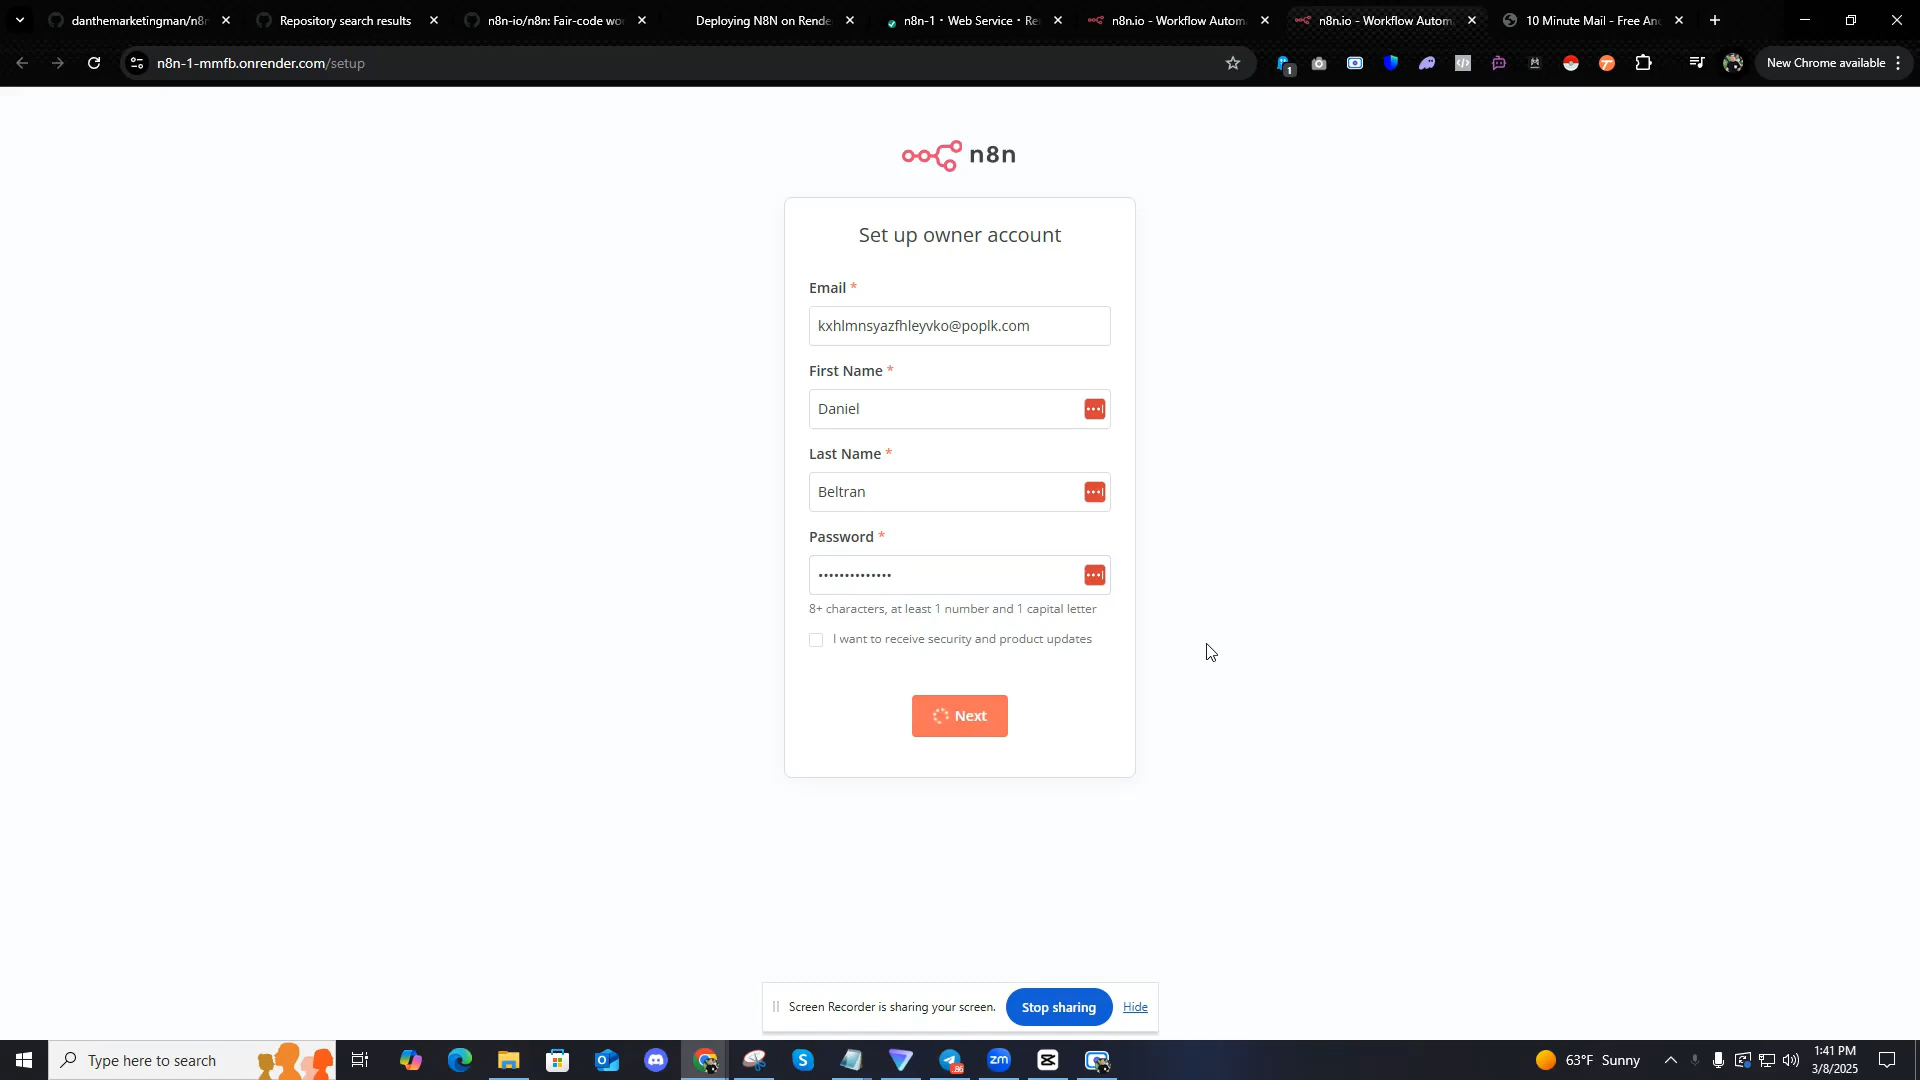 danthemarketingman/n8n
Repository search results
n8n-io/n8n: Fair-code wo
Deploying N8N on Rende
n8n-1 · Web Service · Re
n8n.io - Workflow Autom
n8n.io - Workflow Autom
10 Minute Mail - Free An
n8n-1-mmfb.onrender.com/setup
1
New Chrome available
n8n
Set up owner account
Email *
kxhlmnsyazfhleyvko@poplk.com
First Name *
Daniel
Last Name *
Beltran
Password *
••••••••••••••
8+ characters, at least 1 number and 1 capital letter
I want to receive security and product updates
Next
Screen Recorder is sharing your screen.
Stop sharing
Hide
Type here to search
zm
86
63°F Sunny
1:41 PM
3/8/2025